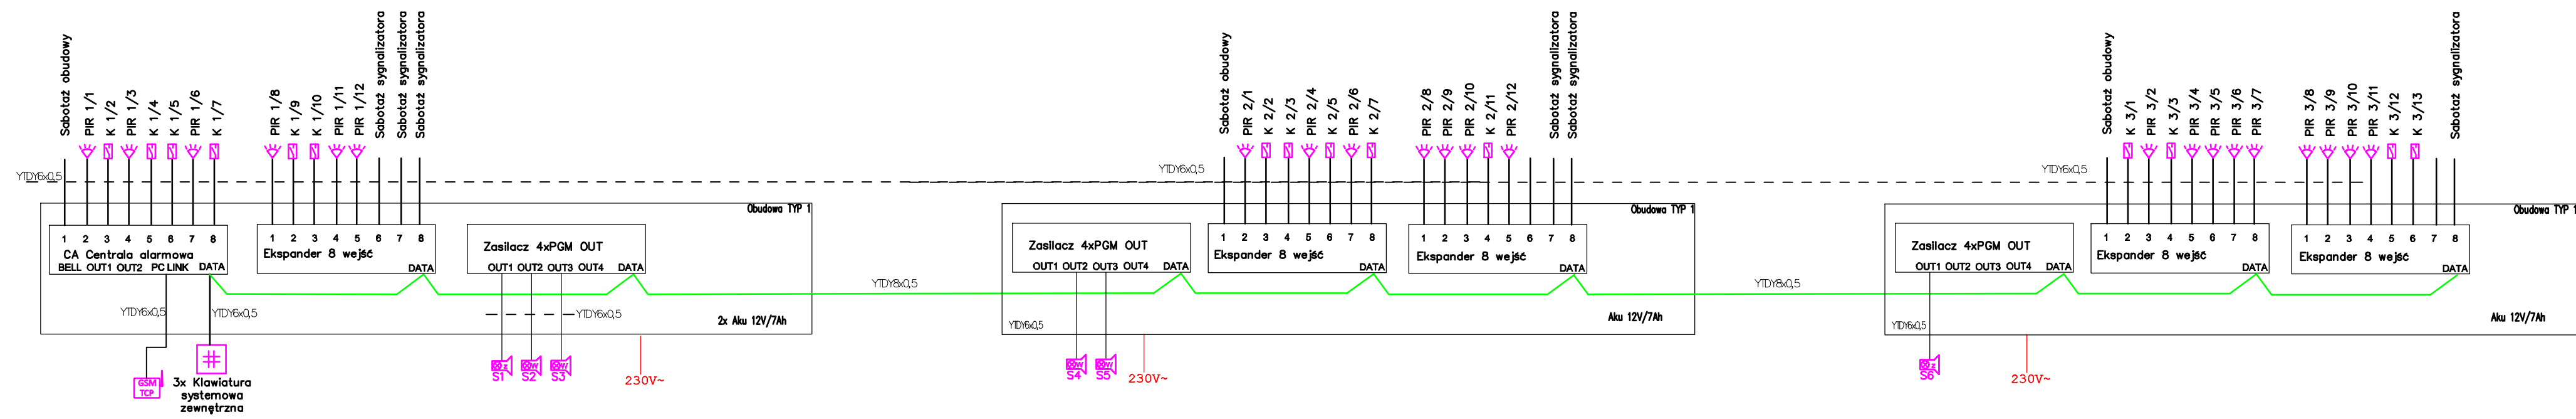 Sabotaż obudowy
PIR 1/1
K 1/2
PIR 1/3
K 1/4
K 1/5
PIR 1/6
K 1/7
PIR 1/8
K 1/9
K 1/10
PIR 1/11
PIR 1/12
Sabotaż sygnalizatora
Sabotaż sygnalizatora
Sabotaż sygnalizatora
YTDY6x0,5
Obudowa TYP 1
1 2 3 4 5 6 7 8
CA Centrala alarmowa
BELL OUT1 OUT2 PC LINK DATA
1 2 3 4 5 6 7 8
Ekspander 8 wejść
DATA
Zasilacz 4xPGM OUT
OUT1 OUT2 OUT3 OUT4 DATA
YTDY6x0,5
YTDY6x0,5
YTDY6x0,5
2x Aku 12V/7Ah
GSM
TCP
3x Klawiatura
systemowa
zewnętrzna
S1
S2
S3
230V~
YTDY8x0,5
Sabotaż obudowy
PIR 2/1
K 2/2
K 2/3
PIR 2/4
K 2/5
PIR 2/6
K 2/7
PIR 2/8
PIR 2/9
PIR 2/10
K 2/11
PIR 2/12
Sabotaż sygnalizatora
Sabotaż sygnalizatora
YTDY6x0,5
Obudowa TYP 1
Zasilacz 4xPGM OUT
OUT1 OUT2 OUT3 OUT4 DATA
1 2 3 4 5 6 7 8
Ekspander 8 wejść
DATA
1 2 3 4 5 6 7 8
Ekspander 8 wejść
DATA
YTDY6x0,5
Aku 12V/7Ah
S4
S5
230V~
YTDY8x0,5
Sabotaż obudowy
K 3/1
PIR 3/2
K 3/3
PIR 3/4
PIR 3/5
PIR 3/6
PIR 3/7
PIR 3/8
PIR 3/9
PIR 3/10
PIR 3/11
K 3/12
K 3/13
Sabotaż sygnalizatora
YTDY6x0,5
Obudowa TYP 1
Zasilacz 4xPGM OUT
OUT1 OUT2 OUT3 OUT4 DATA
1 2 3 4 5 6 7 8
Ekspander 8 wejść
DATA
1 2 3 4 5 6 7 8
Ekspander 8 wejść
DATA
YTDY6x0,5
Aku 12V/7Ah
S6
230V~